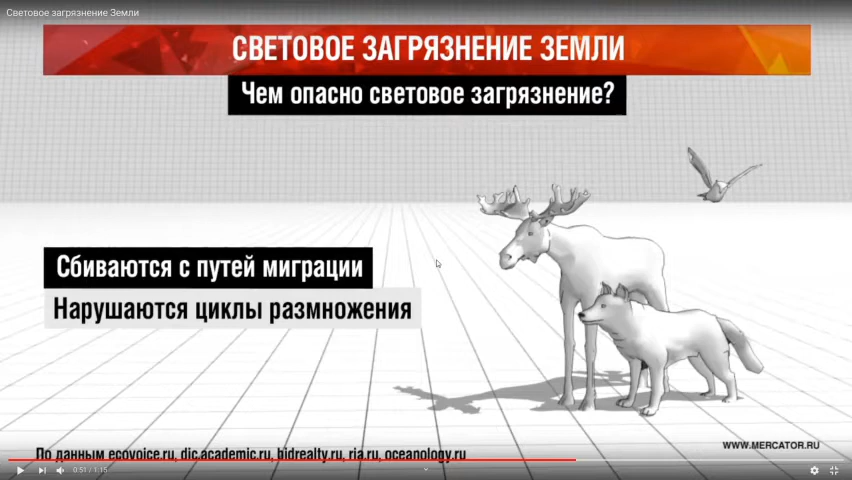 Световое загрязнение Земли
СВЕТОВОЕ ЗАГРЯЗНЕНИЕ ЗЕМЛИ
Чем опасно световое загрязнение?
Сбиваются с путей миграции
Нарушаются циклы размножения
WWW.MERCATOR.RU
По данным ecovoice.ru, dic.academic.ru, bidrealty.ru, ria.ru, oceanology.ru
0:51 / 1:15